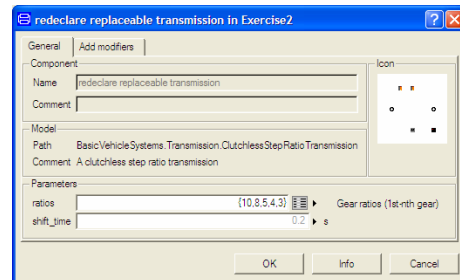 redeclare replaceable transmission in Exercise2
General Add modifiers
Component
Icon
Name redeclare replaceable transmission
Comment
Model
Path BasicVehicleSystems.Transmission.ClutchlessStepRatioTransmission
Comment A clutchless step ratio transmission
Parameters
ratios {10,8,5,4,3} Gear ratios (1st-nth gear)
shift_time 0.2 s
OK Info Cancel